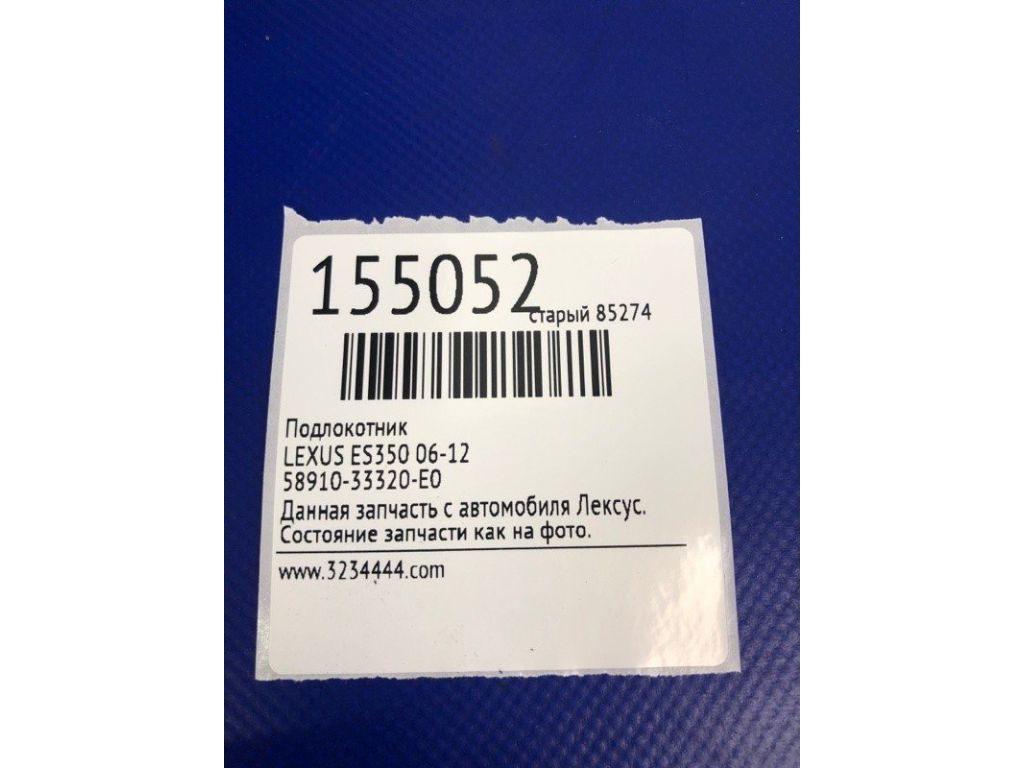 155052
старый 85274
Подлокотник
LEXUS ES350 06-12
58910-33320-E0
Данная запчасть с автомобиля Лексус.
Состояние запчасти как на фото.
www.3234444.com